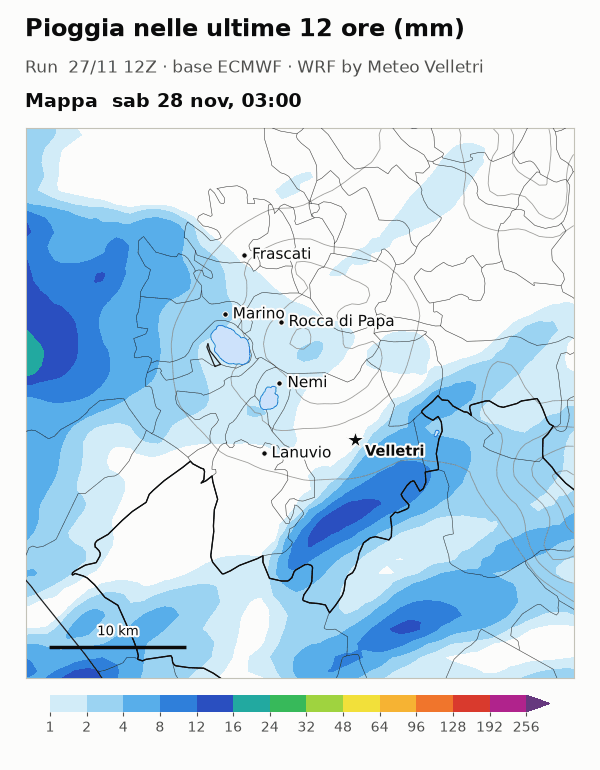 Pioggia nelle ultime 12 ore (mm)
Run  27/11 12Z · base ECMWF · WRF by Meteo Velletri
Mappa  sab 28 nov, 03:00
Frascati
Marino
Rocca di Papa
Nemi
Velletri
Lanuvio
10 km
1 2 4 8 12 16 24 32 48 64 96 128 192 256